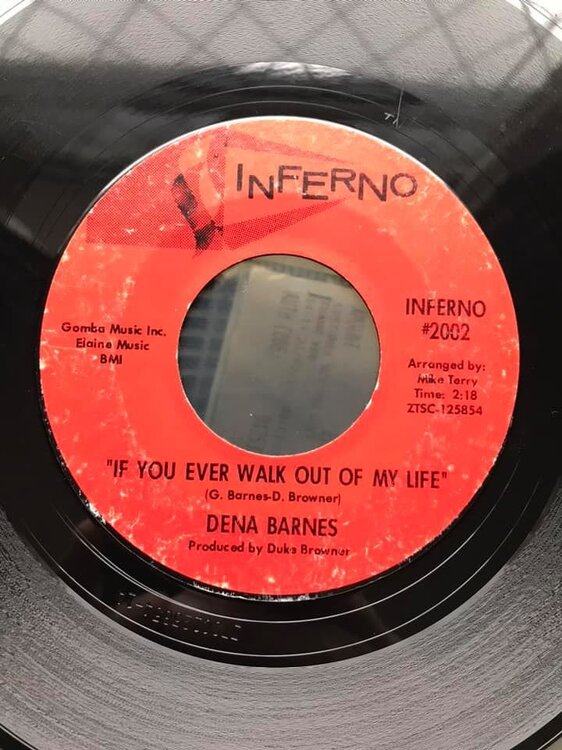 INFERNO
Gomba Music Inc.
Elaine Music
BMI
INFERNO
#2002
Arranged by:
Mike Terry
Time: 2:18
ZTSC-125854
"IF YOU EVER WALK OUT OF MY LIFE"
(G. Barnes-D. Browner)
DENA BARNES
Produced by Duke Browner